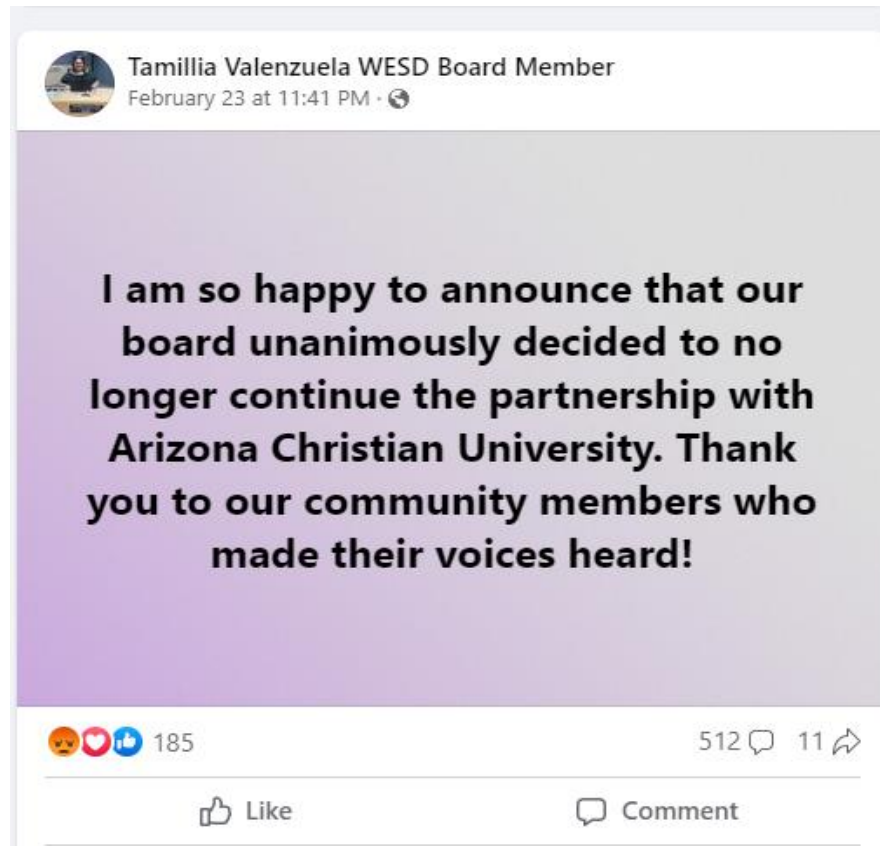 Tamillia Valenzuela WESD Board Member
February 23 at 11:41 PM ·
I am so happy to announce that our
board unanimously decided to no
longer continue the partnership with
Arizona Christian University. Thank
you to our community members who
made their voices heard!
185 512 11
Like Comment